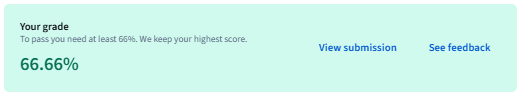 Your grade
To pass you need at least 66%. We keep your highest score.
66.66%
View submission
See feedback